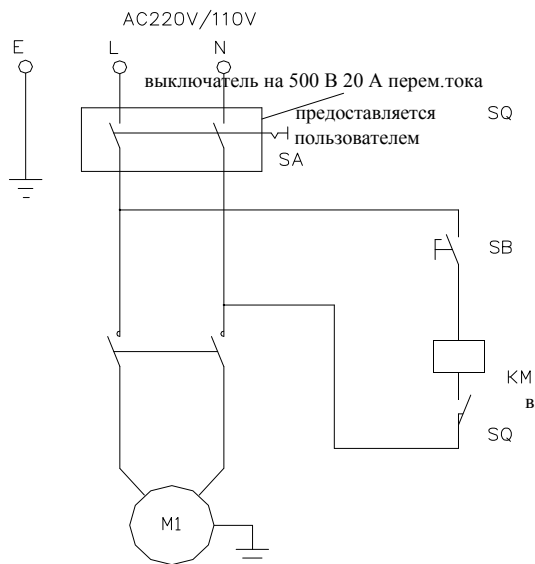 AC220V/110V
E
L
N
выключатель на 500 В 20 А перем.тока
предоставляется
SQ
пользователем
SA
SB
KM
в
SQ
M1